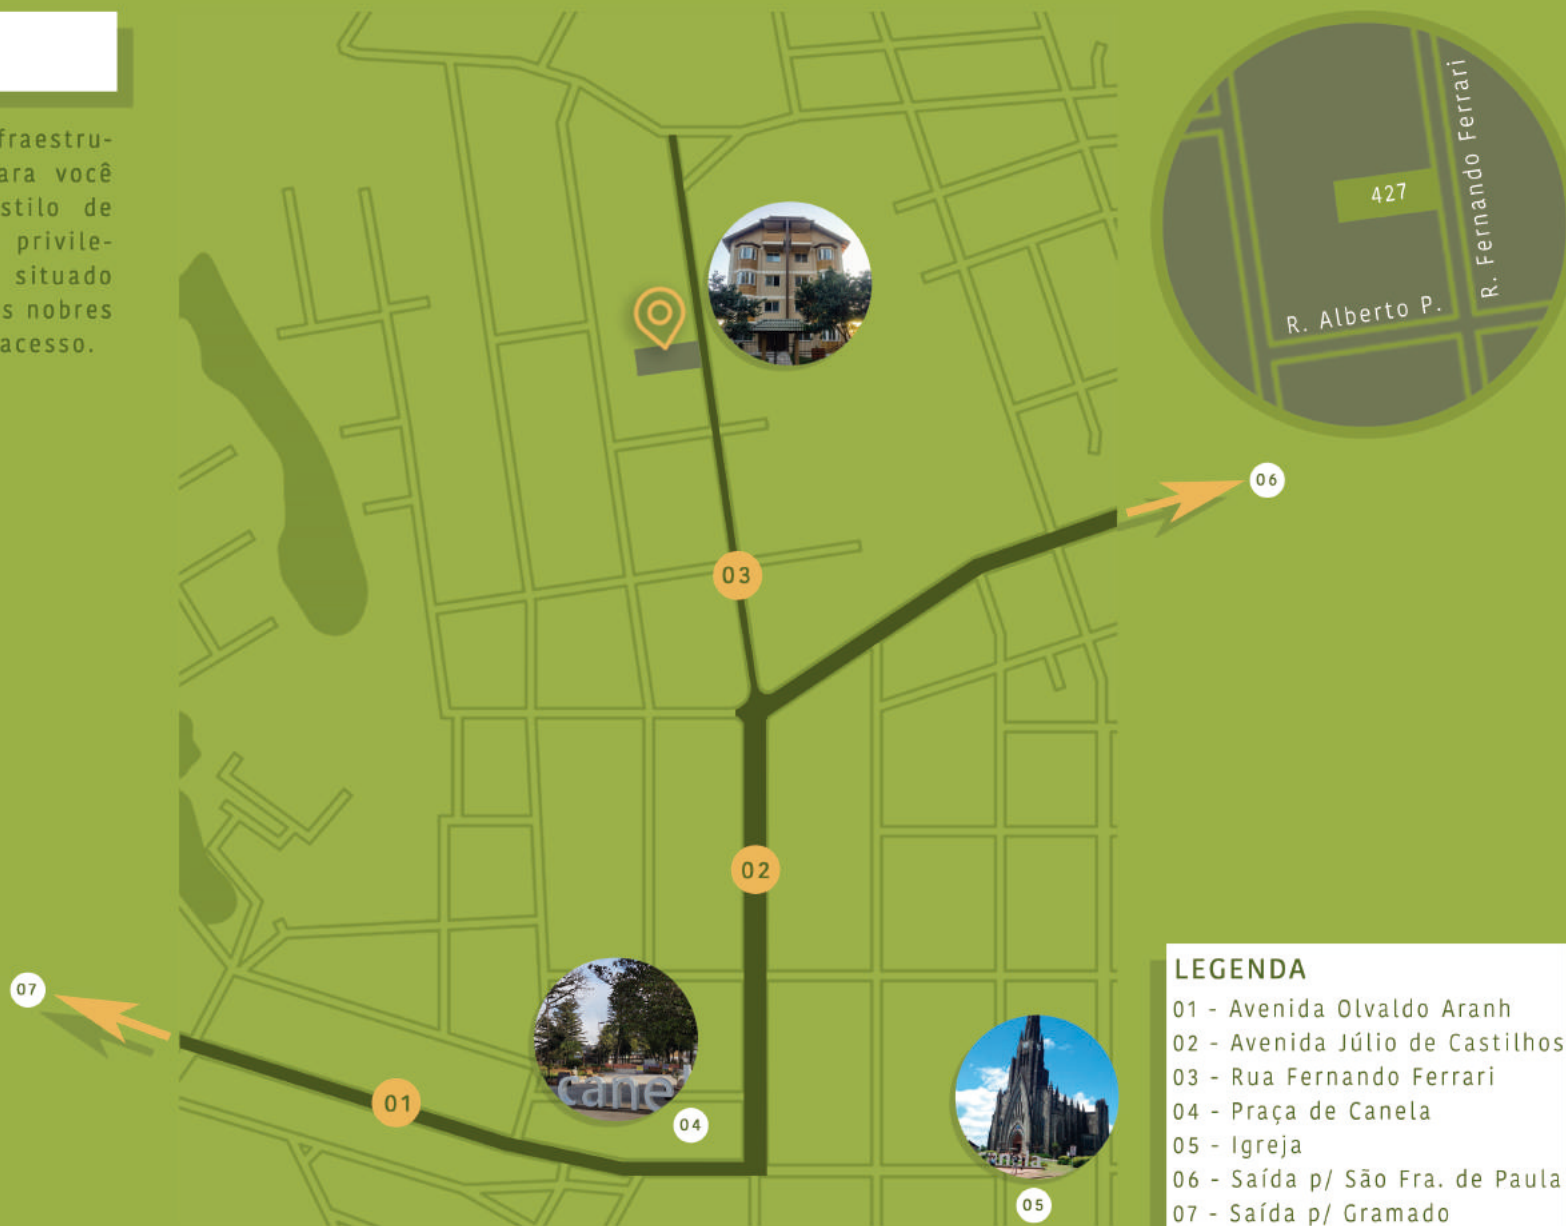 fraestru-
ara você
stilo de
privile-
situado
s nobres
acesso.
427
R. Fernando Ferrari
R. Alberto P.
06
03
02
07
01
canel
04
05
LEGENDA
01 - Avenida Olvaldo Aranh
02 - Avenida Júlio de Castilhos
03 - Rua Fernando Ferrari
04 - Praça de Canela
05 - Igreja
06 - Saída p/ São Fra. de Paula
07 - Saída p/ Gramado